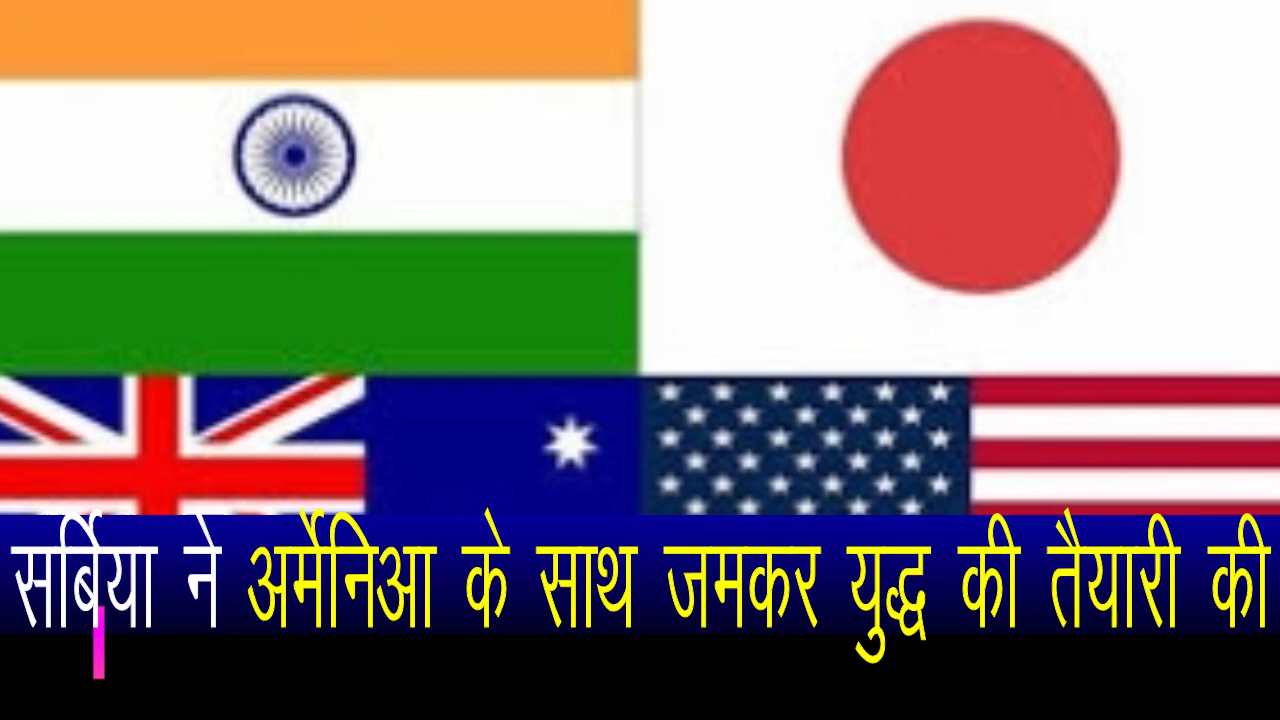 सर्बिया ने अर्मेनिआ के साथ जमकर युद्ध की तैयारी की